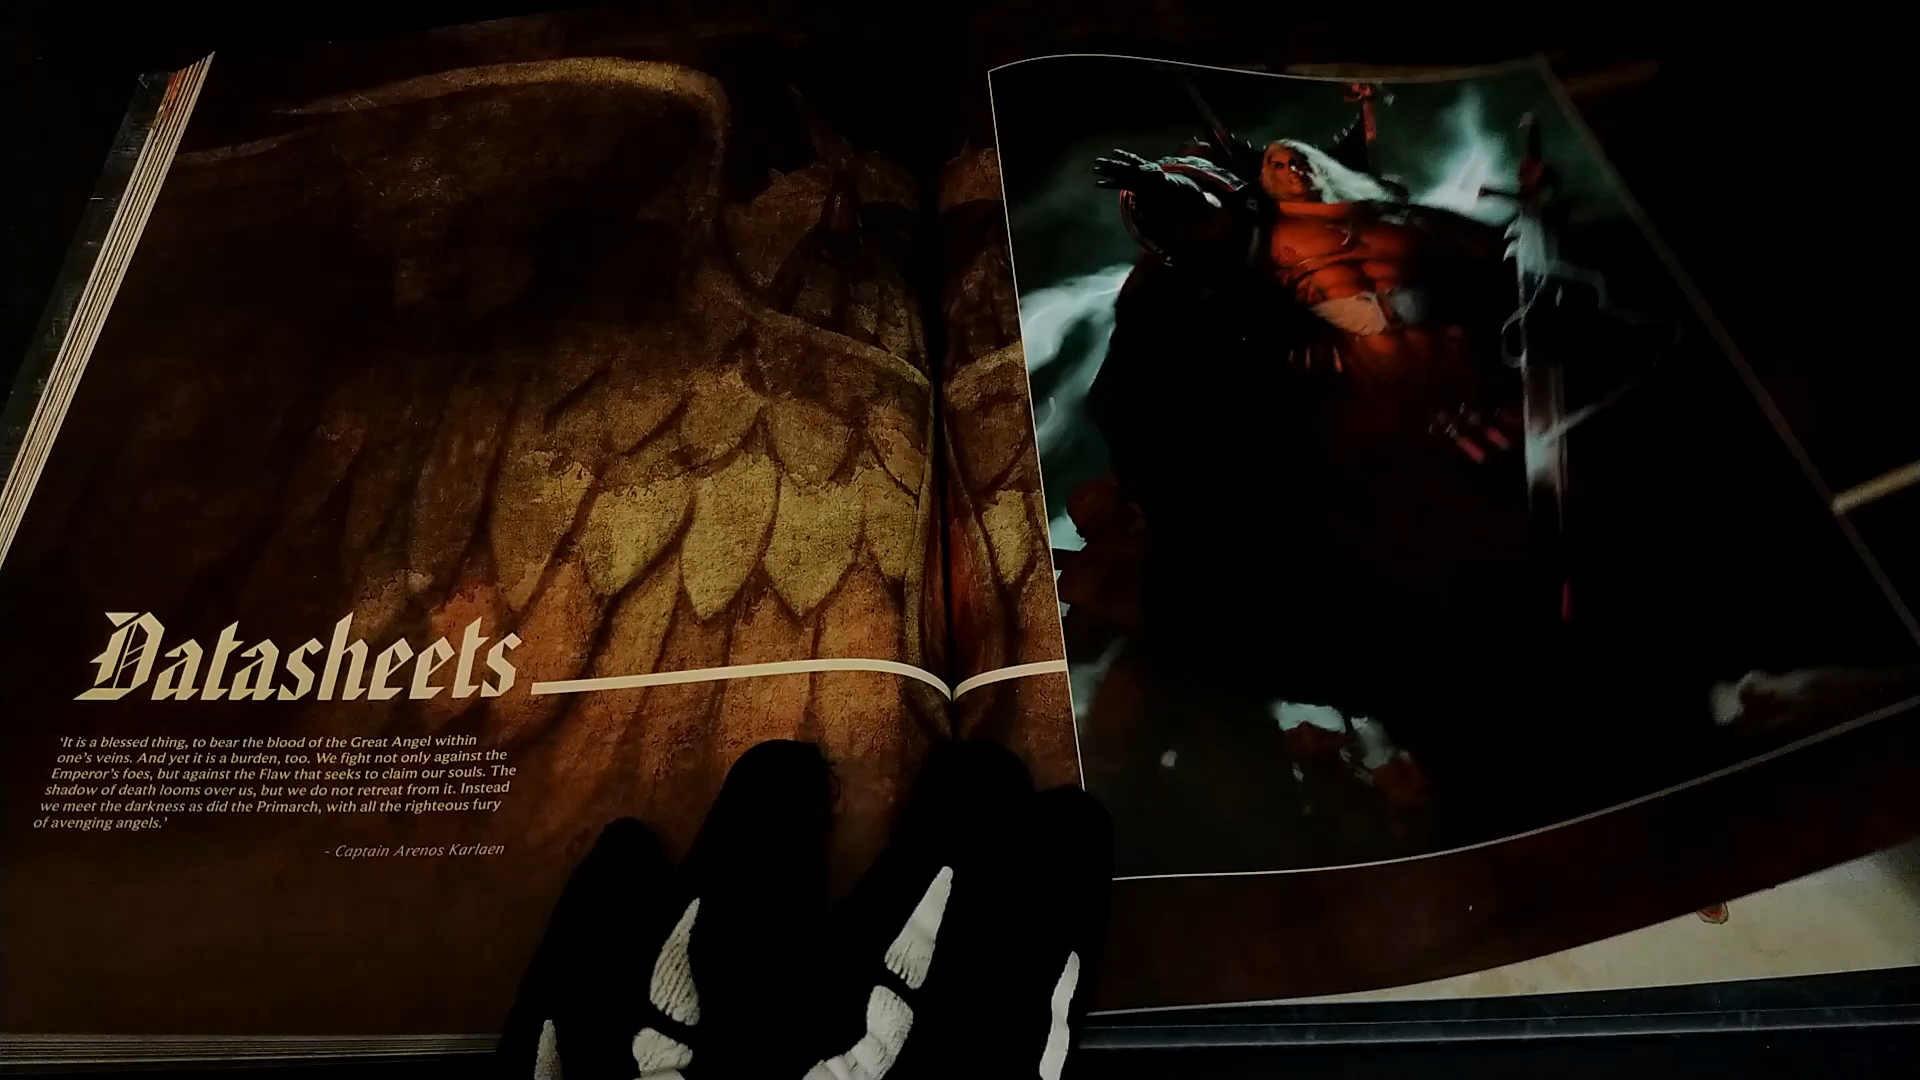 Datasheets
'It is a blessed thing, to bear the blood of the Great Angel within
one's veins. And yet it is a burden, too. We fight not only against the
Emperor's foes, but against the Flaw that seeks to claim our souls. The
shadow of death looms over us, but we do not retreat from it. Instead
we meet the darkness as did the Primarch, with all the righteous fury
of avenging angels.'
- Captain Arenos Karlaen